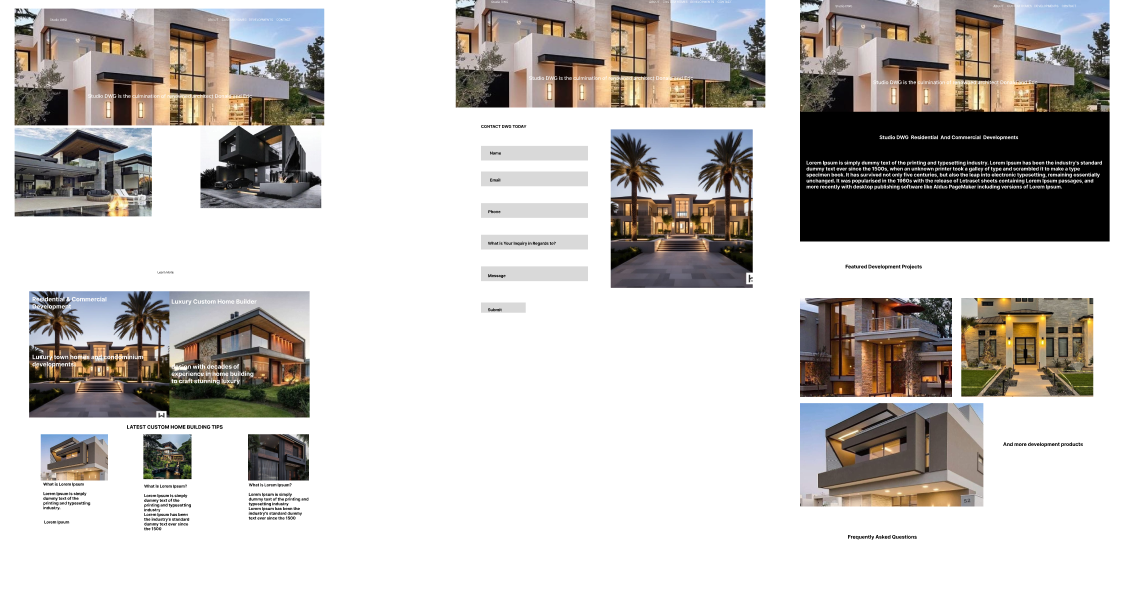 Studio DWG
ABOUT CUSTOM HOMES DEVELOPMENTS CONTACT
Studio DWG is the culmination of
Learn More
Residential & Commercial
Development
Luxury town homes and condominium
developments
Luxury Custom Home Builder
Design with decades of
experience in home building
to craft stunning luxury
LATEST CUSTOM HOME BUILDING TIPS
What is Lorem Ipsum
Lorem Ipsum is simply
dummy text of the
printing and typesetting
industry.
Lorem Ipsum
What is Lorem Ipsum?
Lorem Ipsum is simply
dummy text of the
printing and typesetting
industry
Lorem Ipsum has been
the industry's standard
dummy text ever since
the 1500
What is Lorem Ipsum?
Lorem Ipsum is simply
dummy text of the printing and
typesetting industry
Lorem Ipsum has been the
industry's standard dummy
text ever since the 1500
Studio DWG
Studio DWG is the culmination of
CONTACT DWG TODAY
Name
Email
Phone
What is Your Inquiry in Regards to?
Message
Submit
Studio DWG
Studio DWG is the culmination of
Studio DWG Residential And Commercial Developments
Lorem Ipsum is simply dummy text of the printing and typesetting industry. Lorem Ipsum has been the industry's standard
dummy text ever since the 1500s, when an unknown printer took a galley of type and scrambled it to make a type
specimen book. It has survived not only five centuries, but also the leap into electronic typesetting, remaining essentially
unchanged. It was popularised in the 1960s with the release of Letraset sheets containing Lorem Ipsum passages, and
more recently with desktop publishing software like Aldus PageMaker including versions of Lorem Ipsum.
Featured Development Projects
And more development products
Frequently Asked Questions